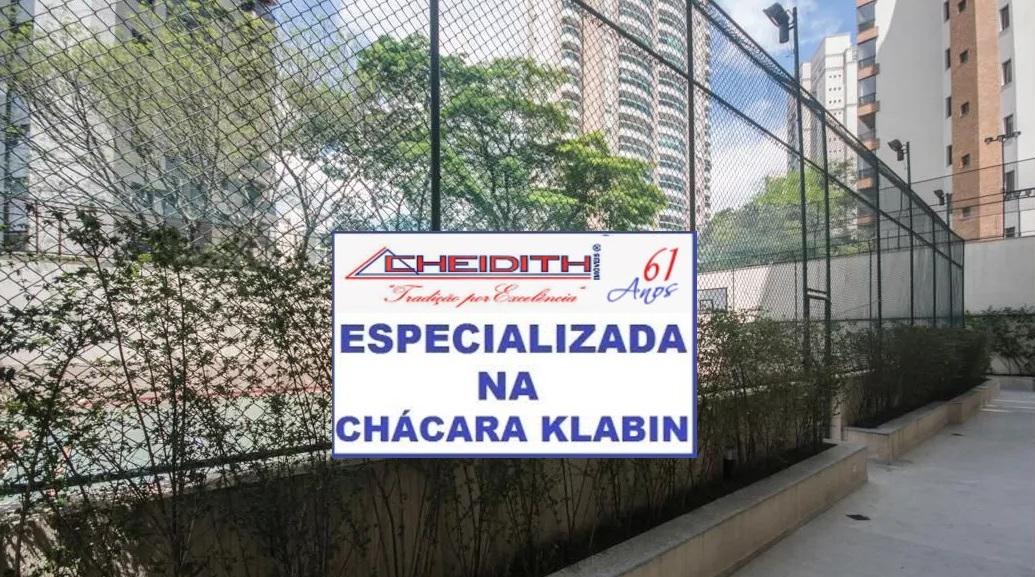 CHEIDITH IMÓVEIS ®
61
Anos
"Tradição por Excelência"
ESPECIALIZADA
NA
CHÁCARA KLABIN